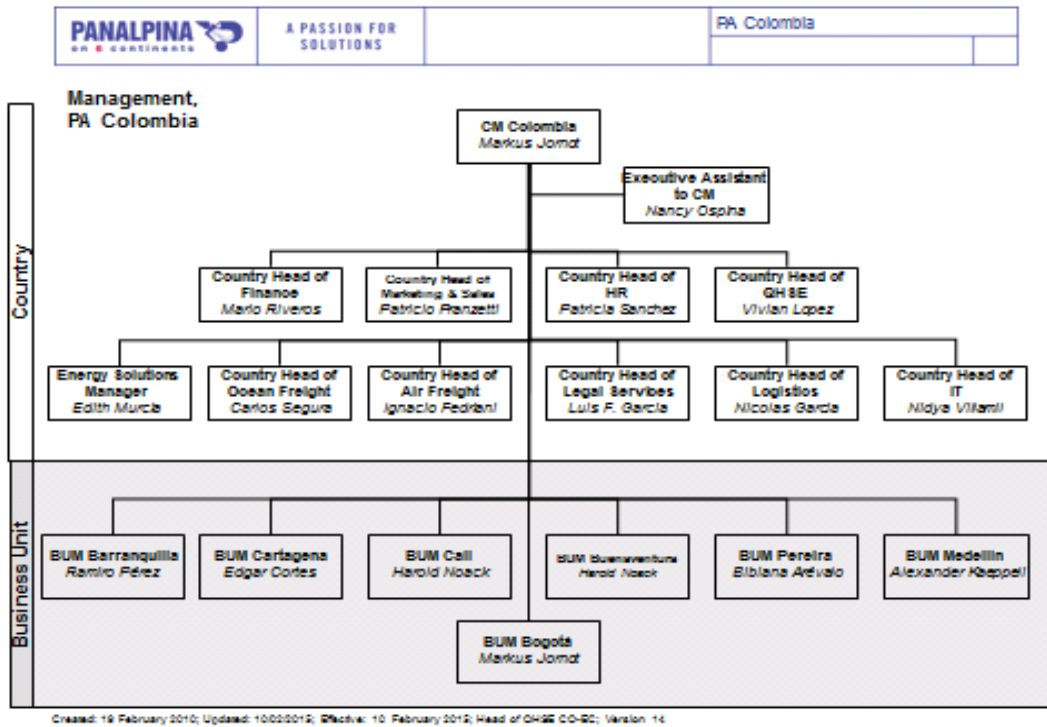 PANALPINA
on 6 continents
A PASSION FOR
SOLUTIONS
PA Colombia
Management,
PA Colombia
CM Colombia
Markus Jornot
Executive Assistant
to CM
Nancy Ospina
Country
Country Head of
Finance
Mario Riveros
Country Head of
Marketing & Sales
Patricio Franzetti
Country Head of
HR
Patricia Sanchez
Country Head of
QHSE
Vivian Lopez
Energy Solutions
Manager
Edith Murcia
Country Head of
Ocean Freight
Carlos Segura
Country Head of
Air Freight
Ignacio Fedriani
Country Head of
Legal Services
Luis F. Garcia
Country Head of
Logistics
Nicolas Garcia
Country Head of
IT
Nidya Villamil
Business Unit
BUM Barranquilla
Ramiro Pérez
BUM Cartagena
Edgar Cortes
BUM Cali
Harold Noack
BUM Buenaventura
Harold Noack
BUM Pereira
Bibiana Arévalo
BUM Medellin
Alexander Kaeppeli
BUM Bogotá
Markus Jornot
Created: 18 February 2010; Updated: 10/02/2015; Effective: 10 February 2015; Head of QHSE CO-EC; Version 14